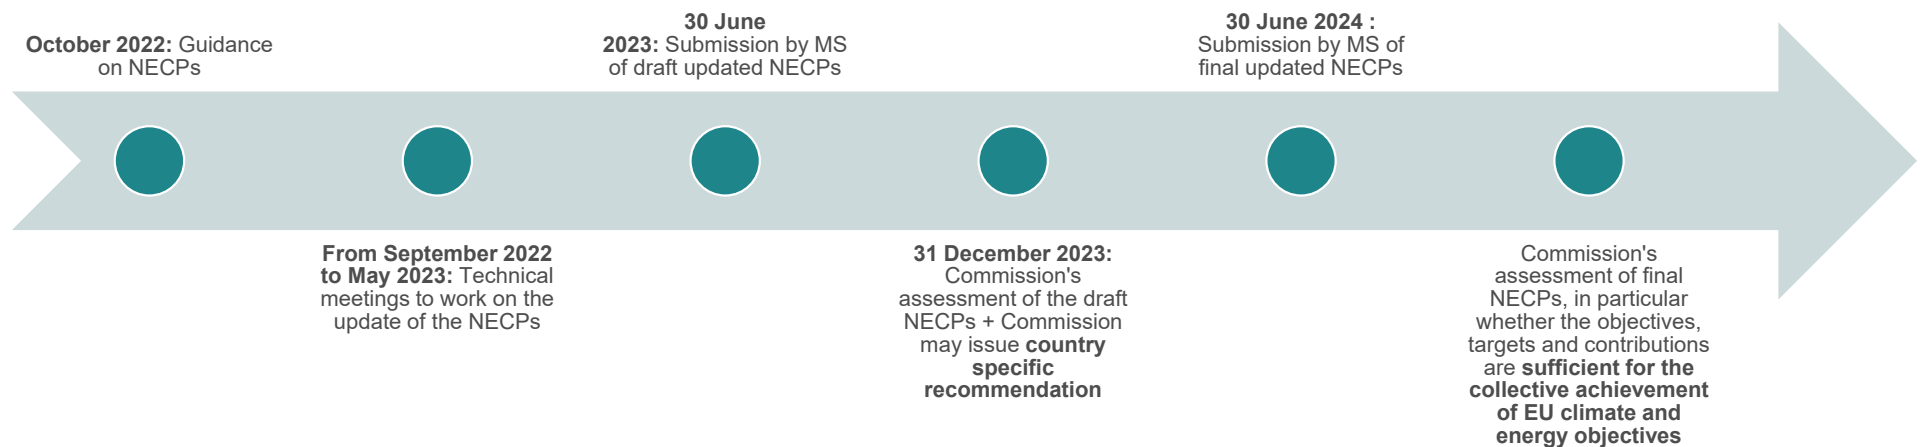 October 2022: Guidance
on NECPs
From September 2022
to May 2023: Technical
meetings to work on the
update of the NECPs
30 June
2023: Submission by MS
of draft updated NECPs
31 December 2023:
Commission's
assessment of the draft
NECPs + Commission
may issue country
specific
recommendation
30 June 2024 :
Submission by MS of
final updated NECPs
Commission's
assessment of final
NECPs, in particular
whether the objectives,
targets and contributions
are sufficient for the
collective achievement
of EU climate and
energy objectives